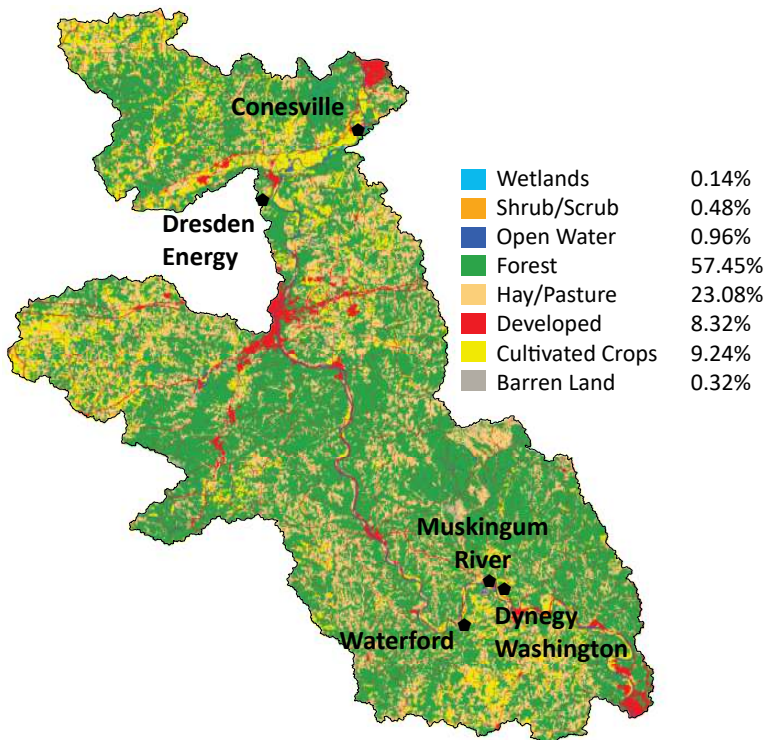 Conesville
Dresden
Energy
Wetlands 0.14%
Shrub/Scrub 0.48%
Open Water 0.96%
Forest 57.45%
Hay/Pasture 23.08%
Developed 8.32%
Cultivated Crops 9.24%
Barren Land 0.32%
Muskingum
River
Waterford
Dynegy
Washington